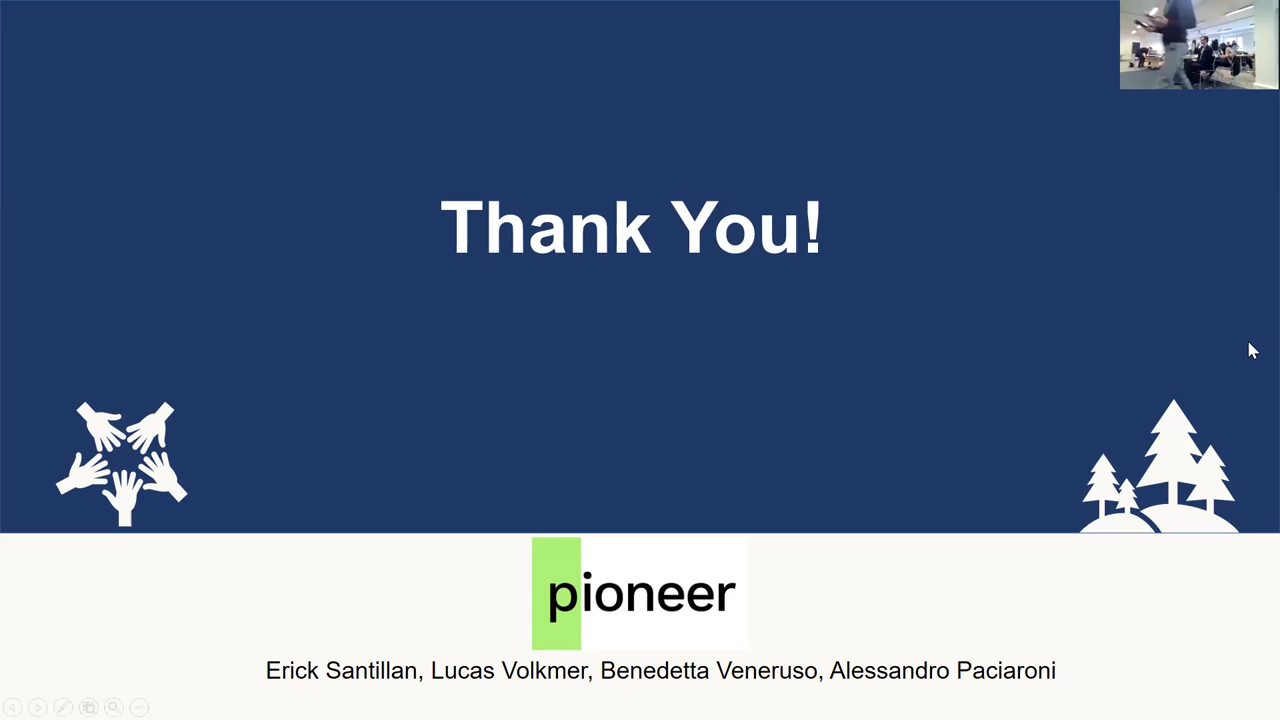 Thank You!
pioneer
Erick Santillan, Lucas Volkmer, Benedetta Veneruso, Alessandro Paciaroni